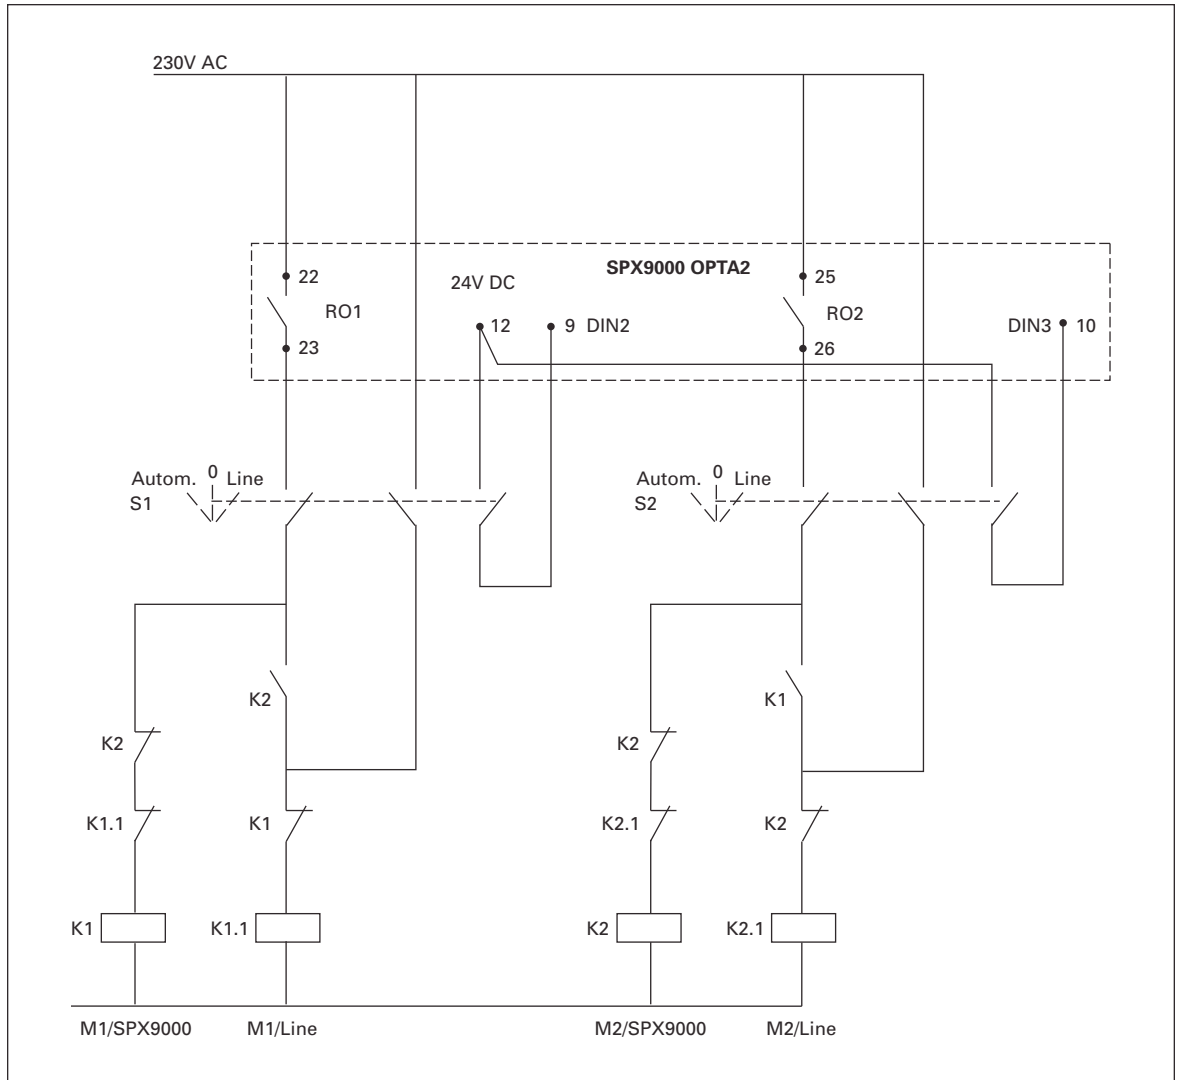 230V AC
SPX9000 OPTA2
22
24V DC
25
RO1
12
9 DIN2
RO2
DIN3
10
23
26
Autom. 0 Line
S1
Autom. 0 Line
S2
K2
K1
K2
K2
K1.1
K1
K2.1
K2
K1
K1.1
K2
K2.1
M1/SPX9000
M1/Line
M2/SPX9000
M2/Line